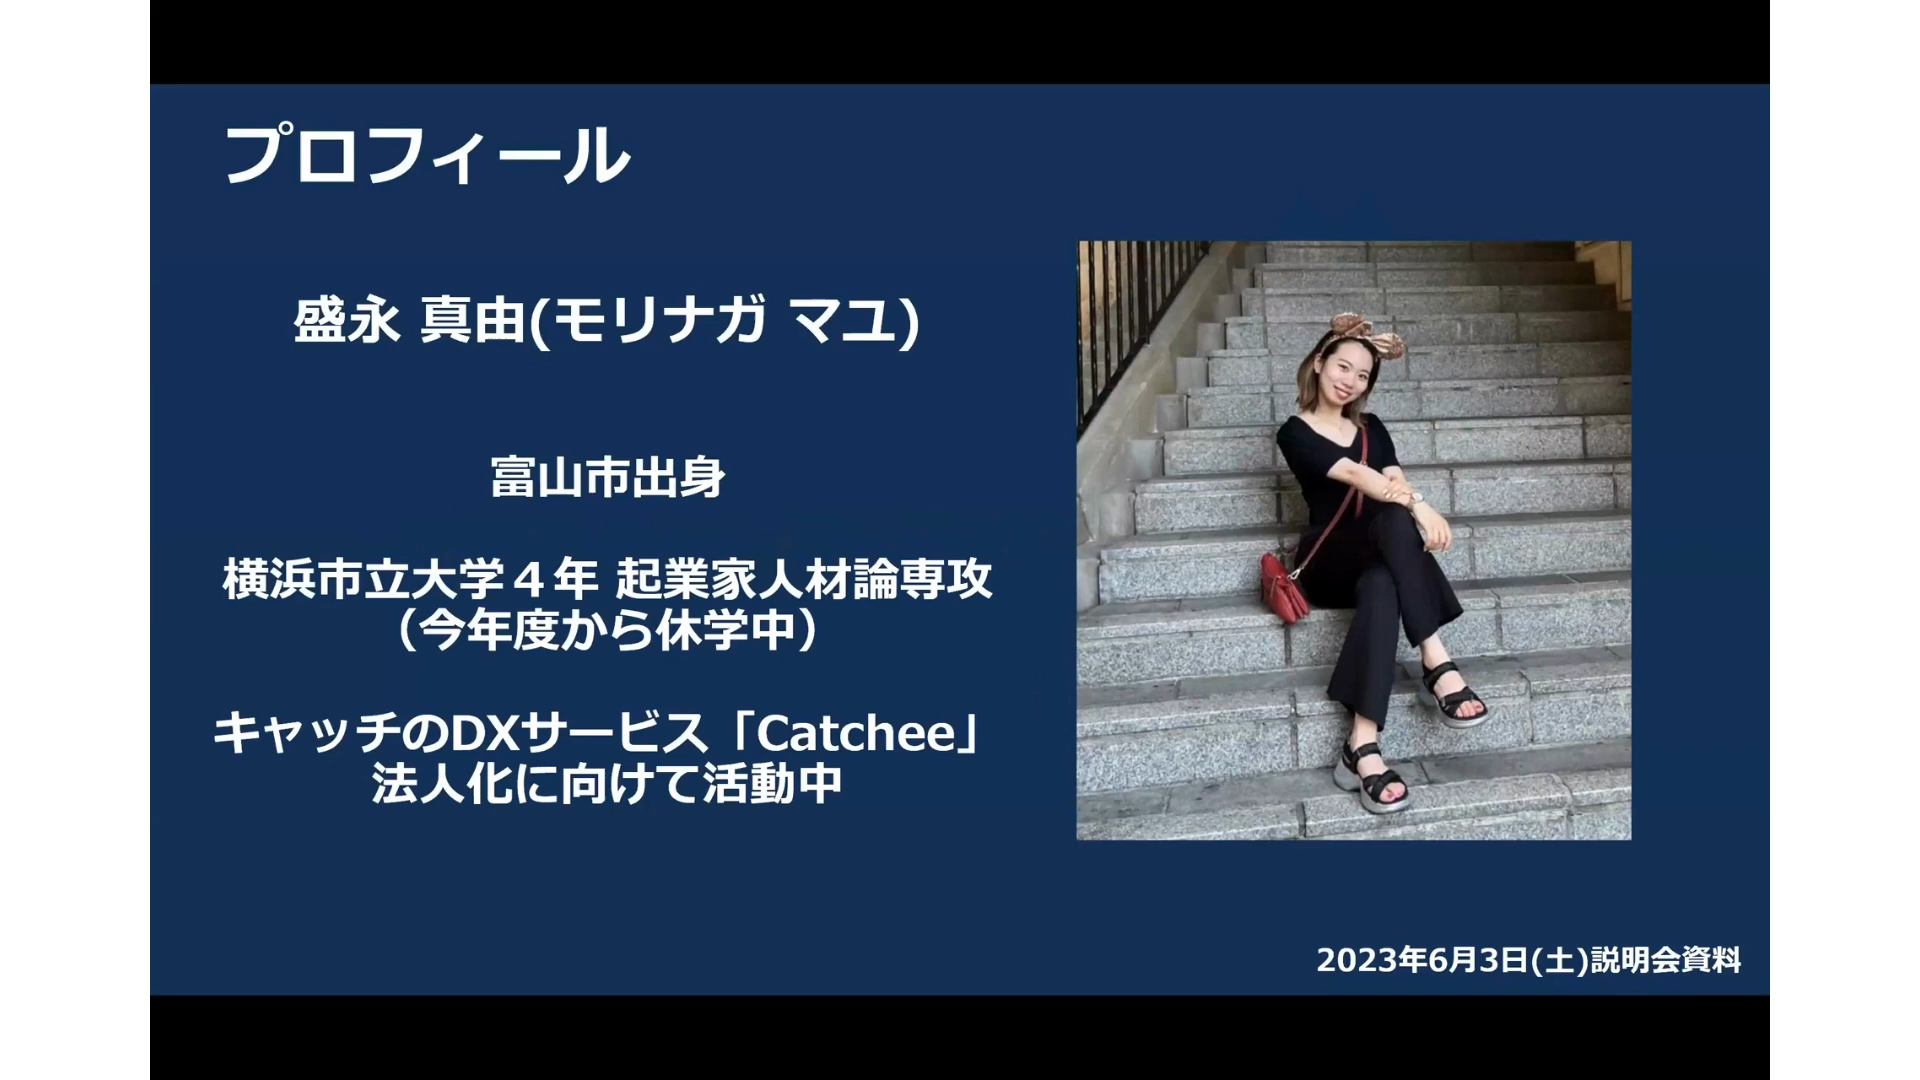 プロフィール
盛永 真由(モリナガ マユ)
富山市出身
横浜市立大学４年 起業家人材論専攻
（今年度から休学中）
キャッチのDXサービス「Catchee」
法人化に向けて活動中
2023年6月3日(土)説明会資料